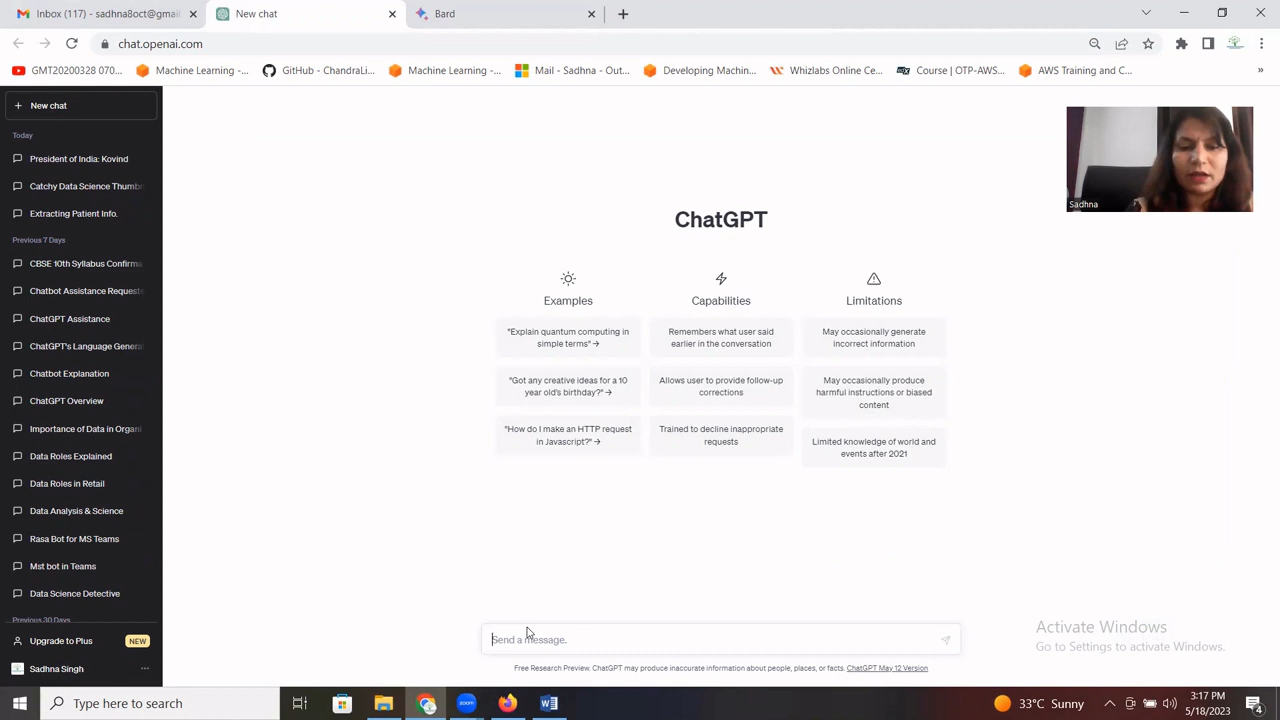 Inbox (117) - sadhna8oct@gmail
New chat
Bard
chat.openai.com
GMT20200328 070...
Machine Learning -...
GitHub - ChandraLi...
Machine Learning -...
Mail - Sadhna - Out...
Developing Machin...
Whizlabs Online Ce...
Course | OTP-AWS...
AWS Training and C...
»
+ New chat
Today
President of India: Kovind
Catchy Data Science Thumb
Extracting Patient Info.
Previous 7 Days
CBSE 10th Syllabus Confirma
Chatbot Assistance Requeste
ChatGPT Assistance
ChatGPT's Language Genera
Chatbot Explanation
ChatGPT Overview
Importance of Data in Organi
Data Roles Explained
Data Roles in Retail
Data Analysis & Science
Rasa Bot for MS Teams
Mst bot in Teams
Data Science Detective
Previous 30 Days
Upgrade to Plus
NEW
Sadhna Singh
...
ChatGPT
Examples
"Explain quantum computing in
simple terms" →
"Got any creative ideas for a 10
year old's birthday?" →
"How do I make an HTTP request
in Javascript?" →
Capabilities
Remembers what user said
earlier in the conversation
Allows user to provide follow-up
corrections
Trained to decline inappropriate
requests
Limitations
May occasionally generate
incorrect information
May occasionally produce
harmful instructions or biased
content
Limited knowledge of world and
events after 2021
Sadhna
Send a message.
Free Research Preview. ChatGPT may produce inaccurate information about people, places, or facts. ChatGPT May 12 Version
Activate Windows
Go to Settings to activate Windows.
Type here to search
zoom
33°C Sunny
3:17 PM
5/18/2023
4